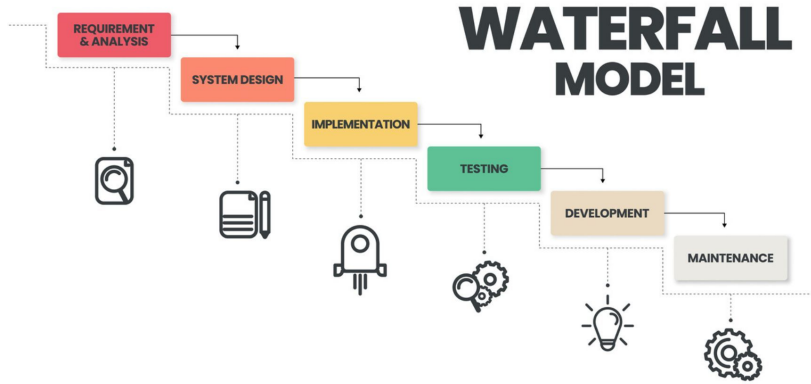 WATERFALL
MODEL
REQUIREMENT
& ANALYSIS
SYSTEM DESIGN
IMPLEMENTATION
TESTING
DEVELOPMENT
MAINTENANCE